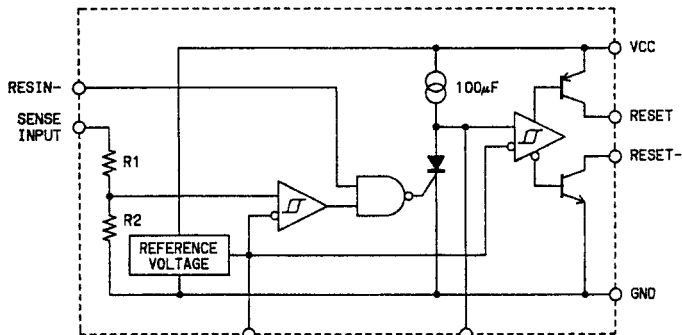 VCC
RESIN-
100µF
SENSE
INPUT
RESET
RESET-
R1
R2
REFERENCE
VOLTAGE
GND